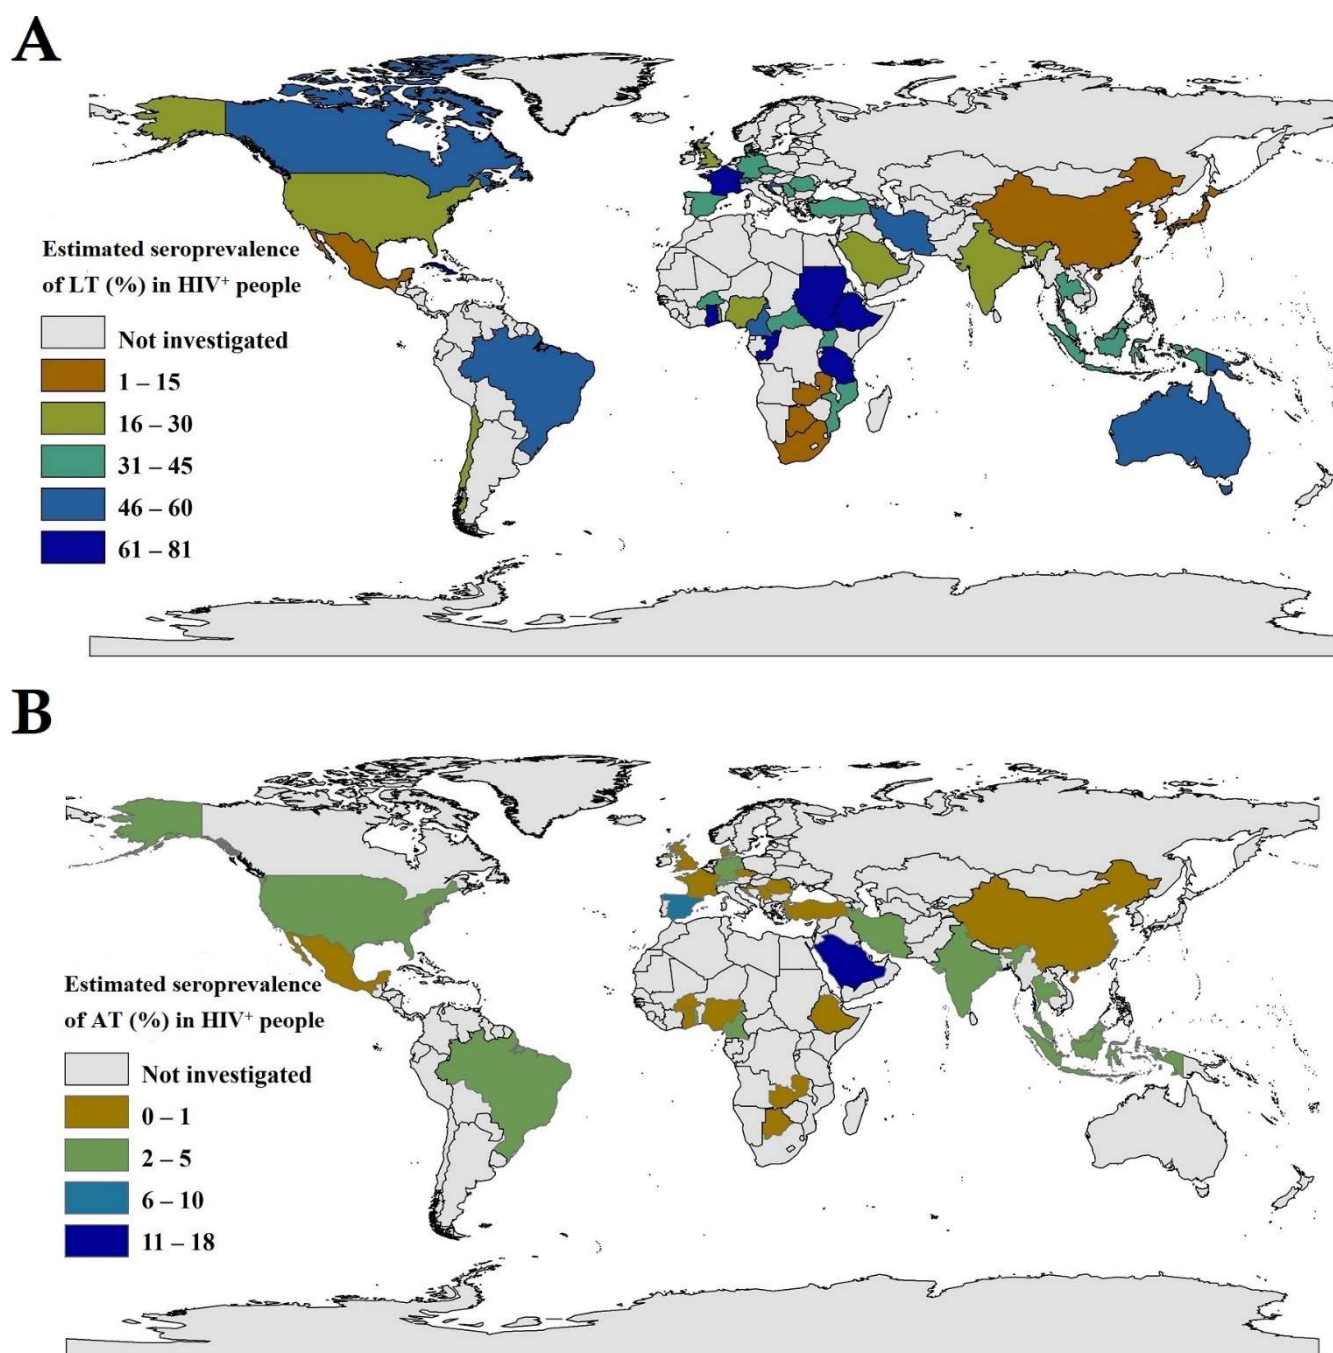 A
Estimated seroprevalence
of LT (%) in HIV⁺ people
Not investigated
1 – 15
16 – 30
31 – 45
46 – 60
61 – 81
B
Estimated seroprevalence
of AT (%) in HIV⁺ people
Not investigated
0 – 1
2 – 5
6 – 10
11 – 18